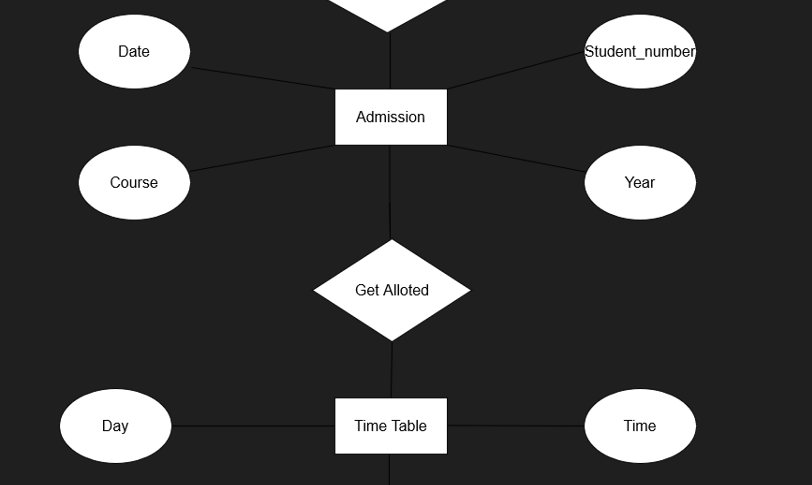 Date
Student_number
Admission
Course
Year
Get Alloted
Day
Time Table
Time